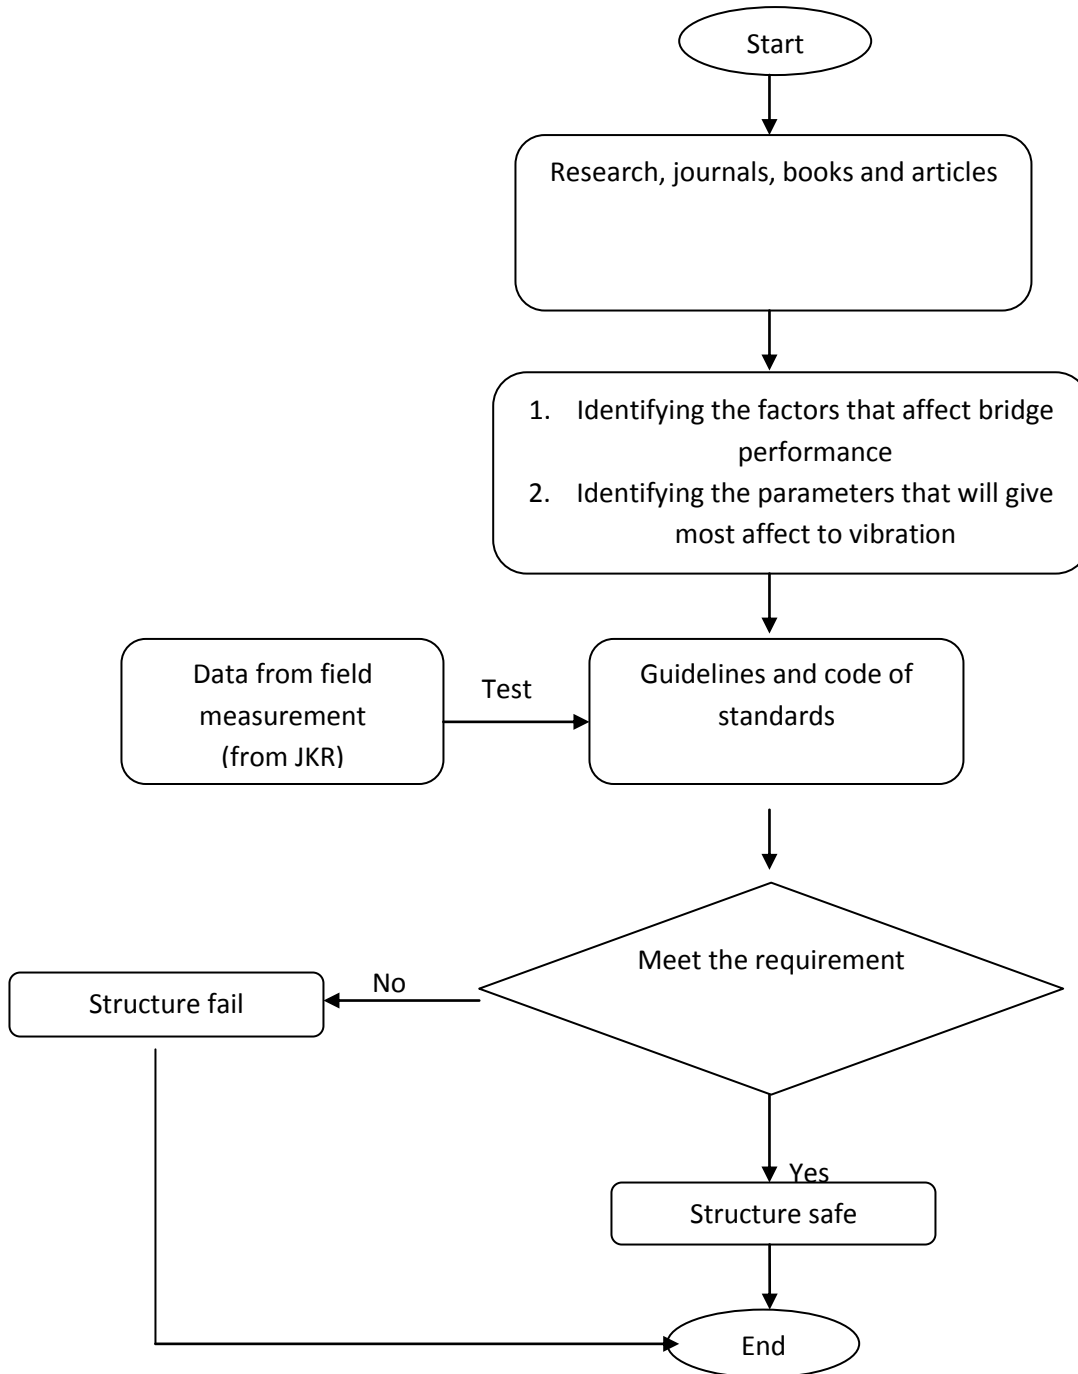 Start
Research, journals, books and articles
1. Identifying the factors that affect bridge
performance
2. Identifying the parameters that will give
most affect to vibration
Data from field
measurement
(from JKR)
Test
Guidelines and code of
standards
Meet the requirement
No
Structure fail
Yes
Structure safe
End